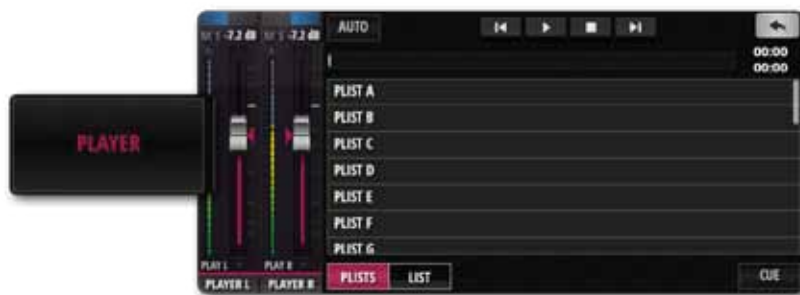 PLAYER
M S -7.2 dB
M S -7.2 dB
AUTO
00:00
00:00
PLIST A
PLIST B
PLIST C
PLIST D
PLIST E
PLIST F
PLIST G
PLAY L
PLAY R
PLAYER L
PLAYER R
PLISTS
LIST
CUE